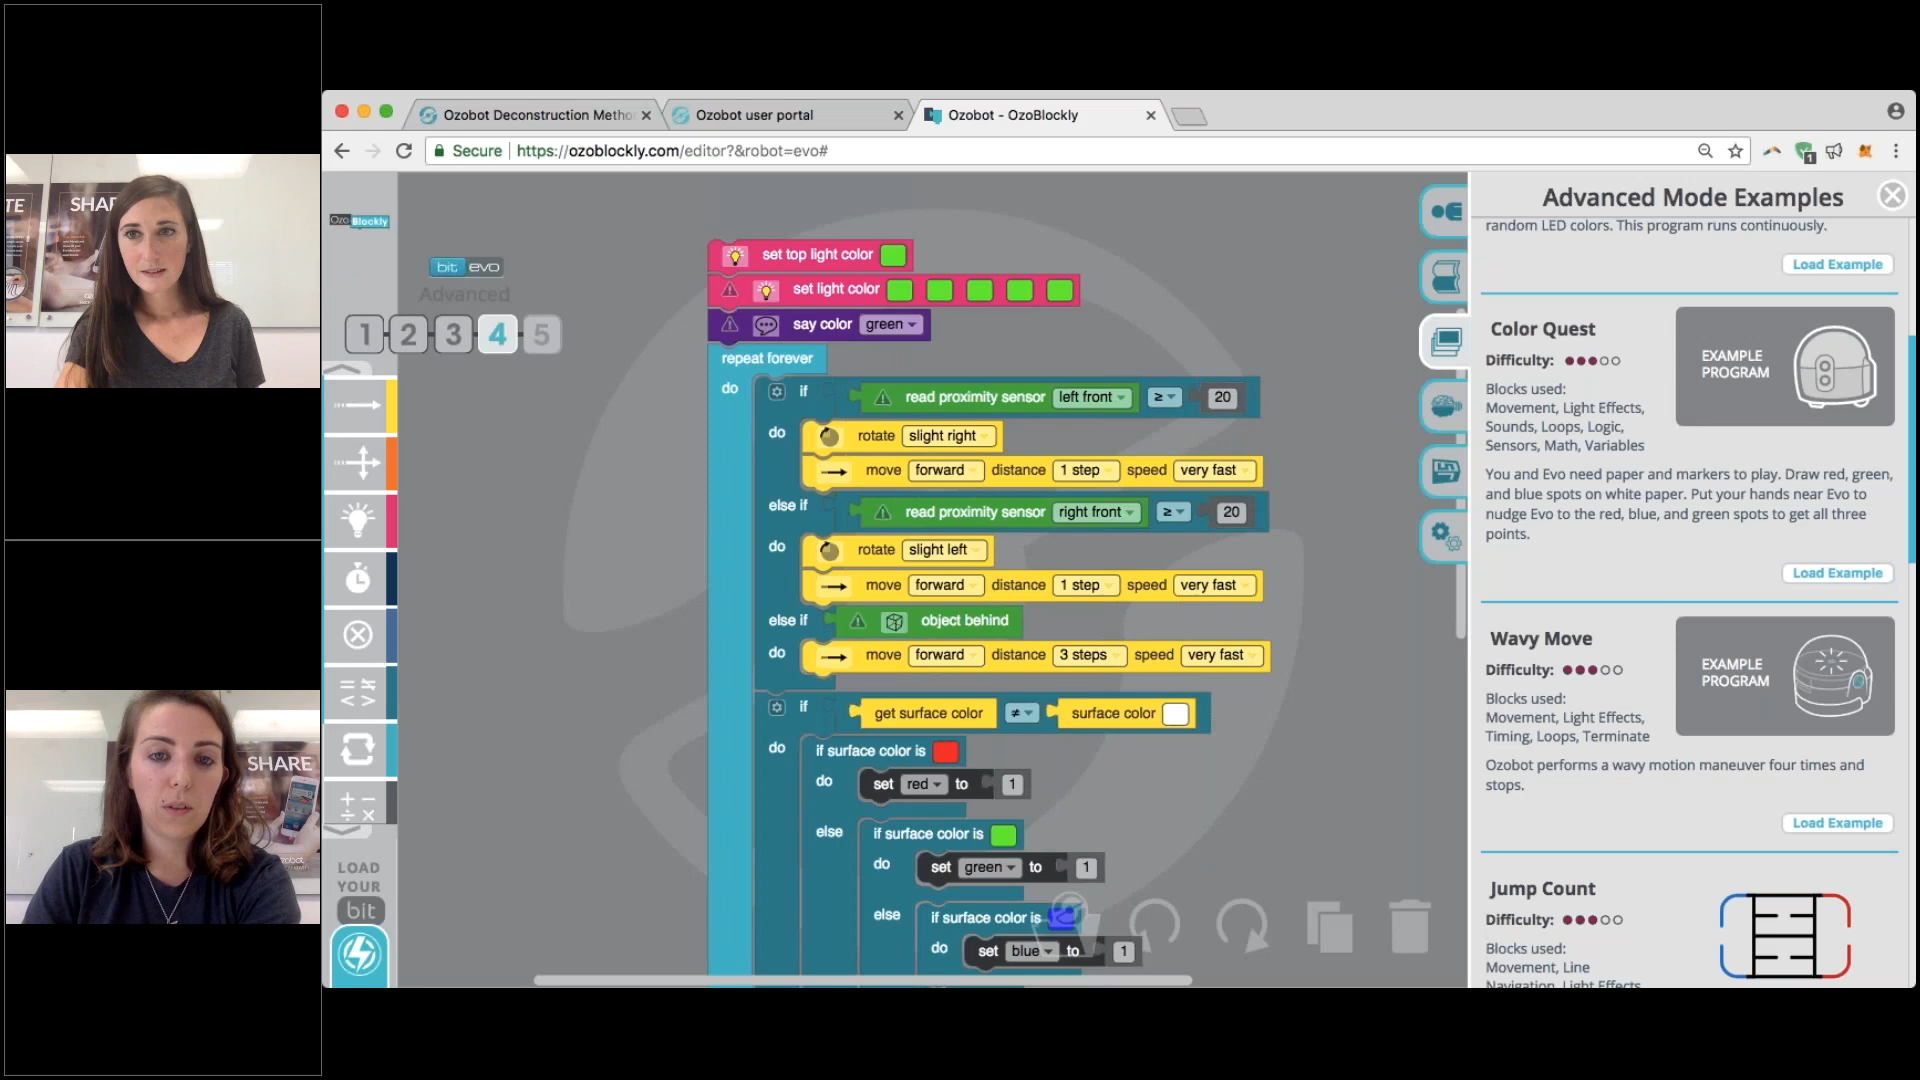 Ozobot Deconstruction Metho
Ozobot user portal
Ozobot - OzoBlockly
Secure https://ozoblockly.com/editor?&robot=evo#
TE
SHAR
SHARE
ozobot
Ozo Blockly
bit evo
Advanced
1 2 3 4 5
LOAD
YOUR
bit
set top light color
set light color
say color green
repeat forever
do if read proximity sensor left front ≥ 20
do rotate slight right
move forward distance 1 step speed very fast
else if read proximity sensor right front ≥ 20
do rotate slight left
move forward distance 1 step speed very fast
else if object behind
do move forward distance 3 steps speed very fast
if get surface color ≠ surface color
do if surface color is
do set red to 1
else if surface color is
do set green to 1
else if surface color is
do set blue to 1
Advanced Mode Examples
random LED colors. This program runs continuously.
Load Example
Color Quest
Difficulty:
Blocks used:
Movement, Light Effects,
Sounds, Loops, Logic,
Sensors, Math, Variables
EXAMPLE
PROGRAM
You and Evo need paper and markers to play. Draw red, green,
and blue spots on white paper. Put your hands near Evo to
nudge Evo to the red, blue, and green spots to get all three
points.
Load Example
Wavy Move
Difficulty:
Blocks used:
Movement, Light Effects,
Timing, Loops, Terminate
EXAMPLE
PROGRAM
Ozobot performs a wavy motion maneuver four times and
stops.
Load Example
Jump Count
Difficulty:
Blocks used:
Movement, Line
Navigation, Light Effects